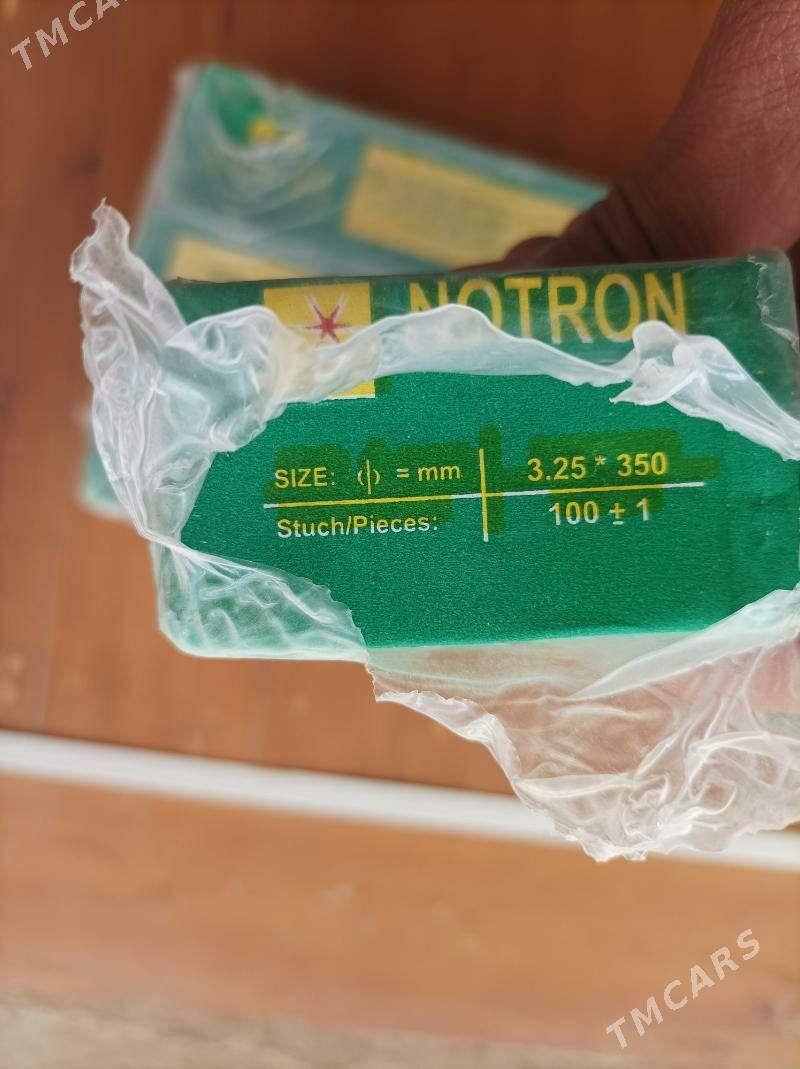 TMCARS
NOTRON
SIZE: (|) = mm 3.25 * 350
Stuch/Pieces: 100 ± 1
TMCARS